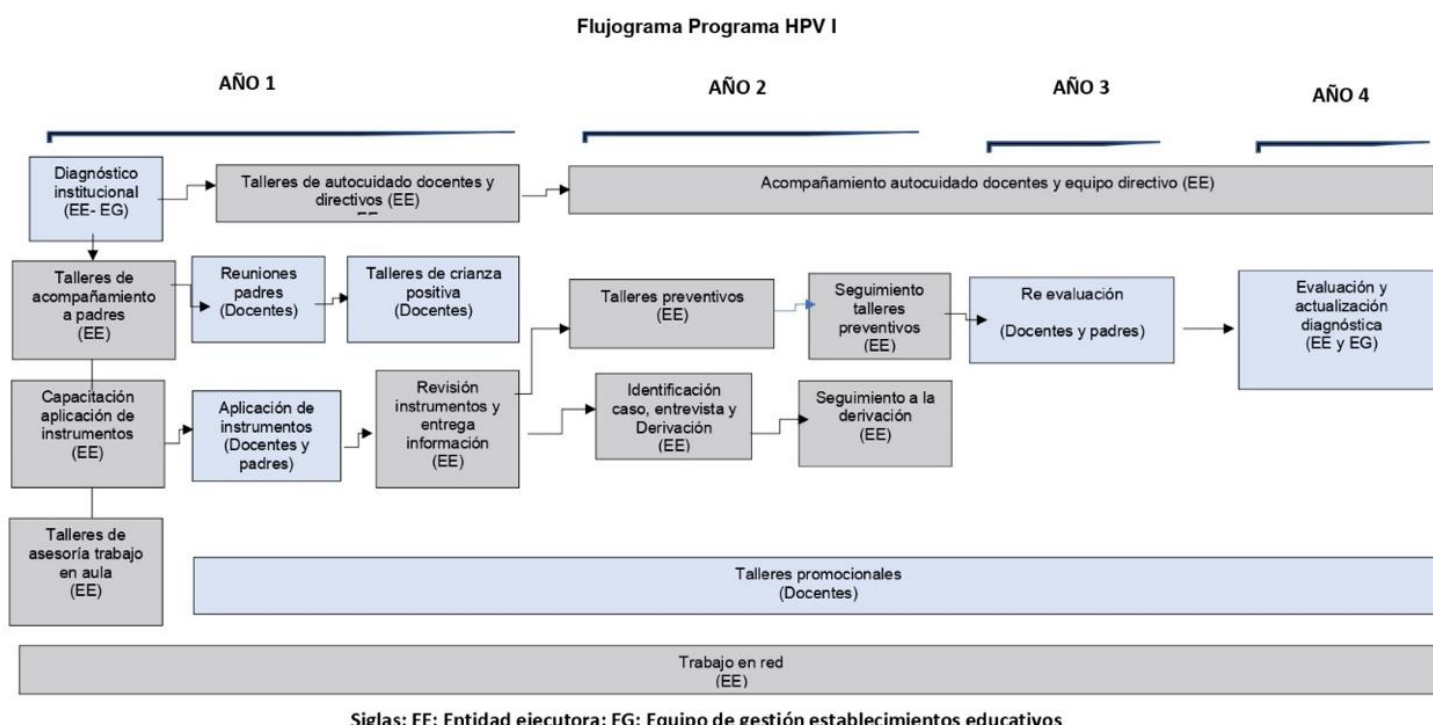 Flujograma Programa HPV I
AÑO 1
AÑO 2
AÑO 3
AÑO 4
Diagnóstico
institucional
(EE- EG)
Talleres de autocuidado docentes y
directivos (EE)
Acompañamiento autocuidado docentes y equipo directivo (EE)
Talleres de
acompañamiento
a padres
(EE)
Reuniones
padres
(Docentes)
Talleres de crianza
positiva
(Docentes)
Talleres preventivos
(EE)
Seguimiento
talleres
preventivos
(EE)
Re evaluación
(Docentes y padres)
Evaluación y
actualización
diagnóstica
(EE y EG)
Capacitación
aplicación de
instrumentos
(EE)
Aplicación de
instrumentos
(Docentes y
padres)
Revisión
instrumentos y
entrega
información
(EE)
Identificación
caso, entrevista y
Derivación
(EE)
Seguimiento a la
derivación
(EE)
Talleres de
asesoría trabajo
en aula
(EE)
Talleres promocionales
(Docentes)
Trabajo en red
(EE)
Siglas: EE: Entidad ejecutora; EG: Equipo de gestión establecimientos educativos